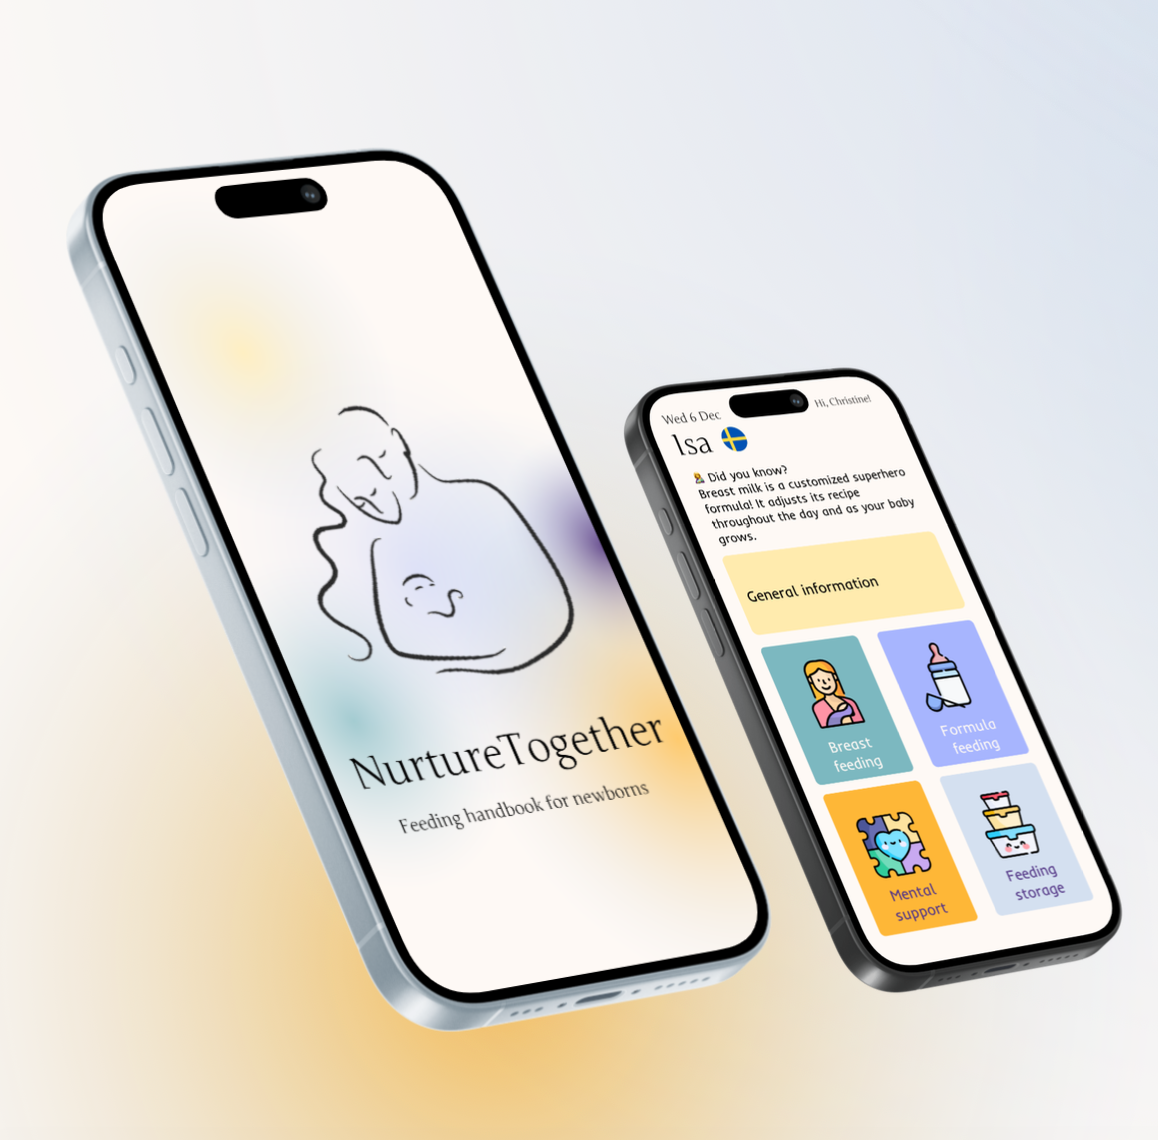 NurtureTogether
Feeding handbook for newborns
Wed 6 Dec
Hi, Christine!
Isa
Did you know?
Breast milk is a customized superhero
formula! It adjusts its recipe
throughout the day and as your baby
grows.
General information
Breast
feeding
Formula
feeding
Mental
support
Feeding
storage